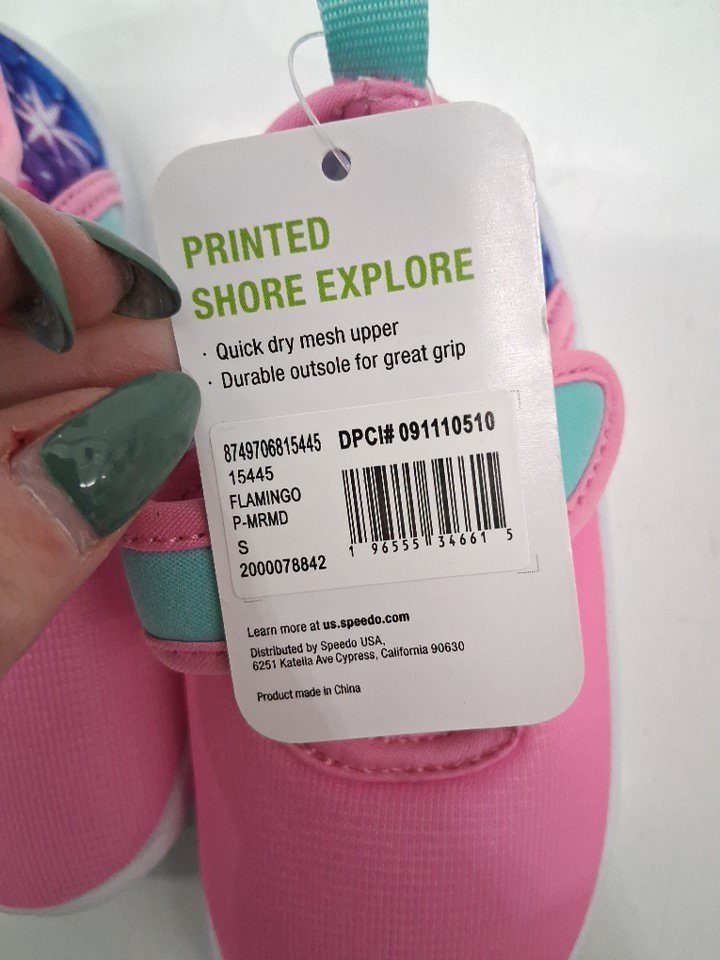 PRINTED
SHORE EXPLORE
· Quick dry mesh upper
· Durable outsole for great grip
8749706815445 DPCI# 091110510
15445
FLAMINGO
P-MRMD
S
2000078842
1 96555 34661 5
Learn more at us.speedo.com
Distributed by Speedo USA,
6251 Katella Ave Cypress, California 90630
Product made in China